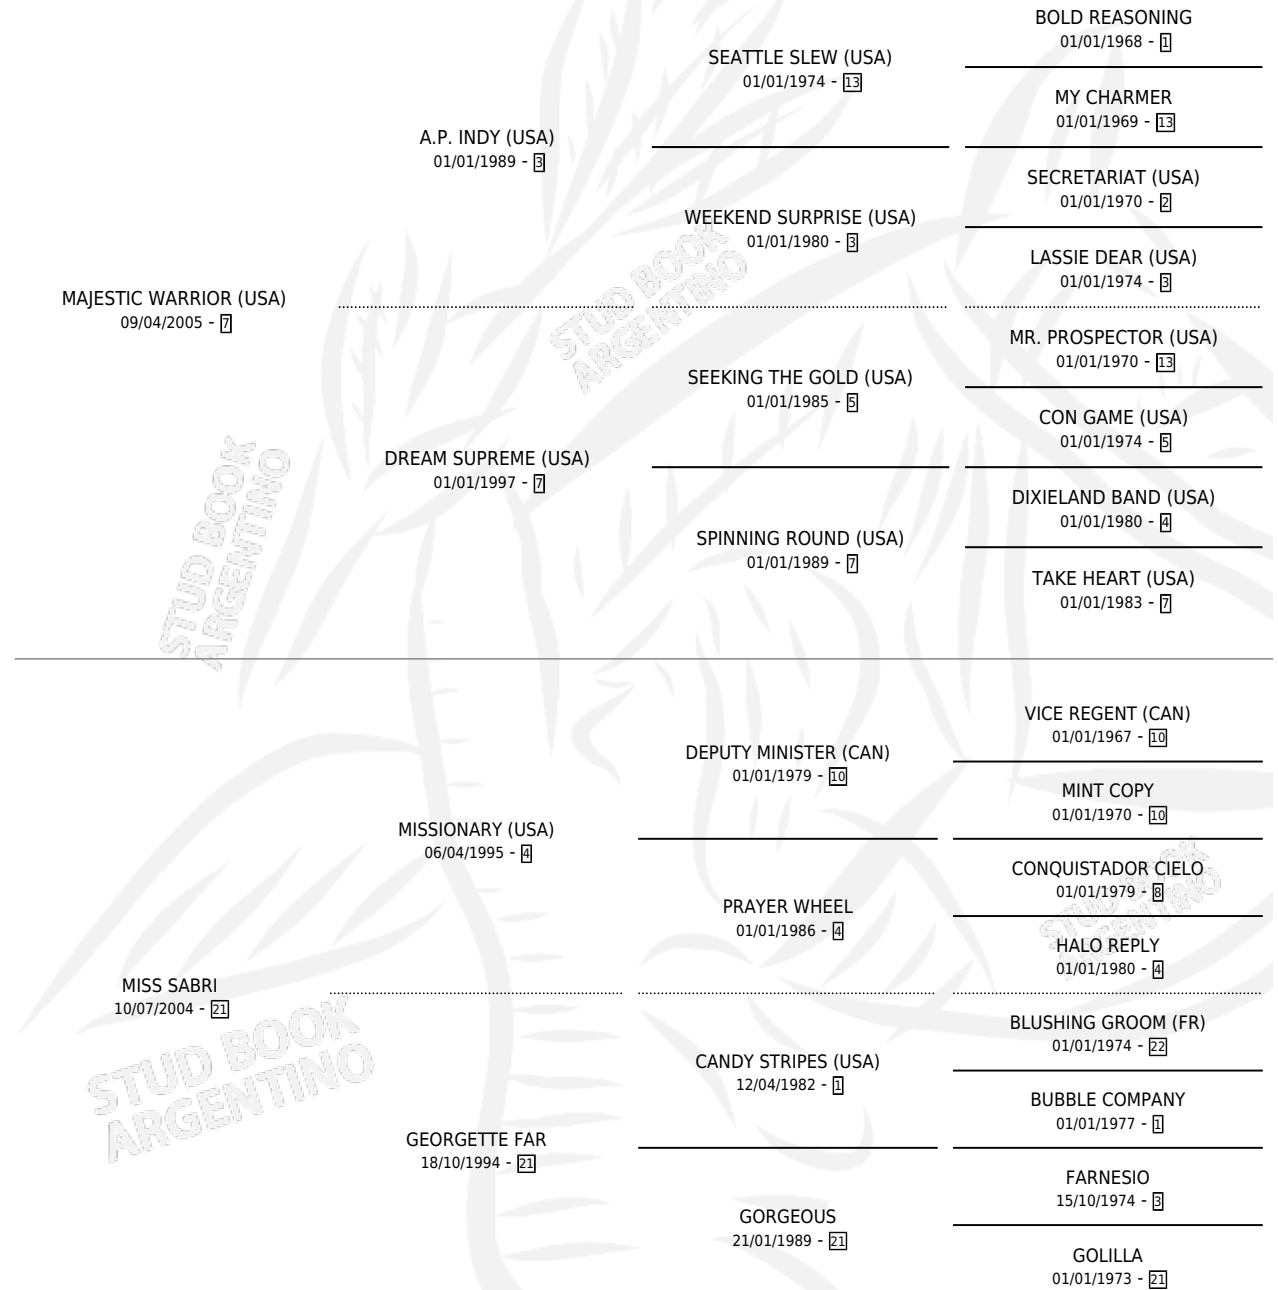 BOLD REASONING
01/01/1968 - 1
SEATTLE SLEW (USA)
01/01/1974 - 13
MY CHARMER
01/01/1969 - 13
A.P. INDY (USA)
01/01/1989 - 3
SECRETARIAT (USA)
01/01/1970 - 2
WEEKEND SURPRISE (USA)
01/01/1980 - 3
LASSIE DEAR (USA)
01/01/1974 - 3
MAJESTIC WARRIOR (USA)
09/04/2005 - 7
MR. PROSPECTOR (USA)
01/01/1970 - 13
SEEKING THE GOLD (USA)
01/01/1985 - 5
CON GAME (USA)
01/01/1974 - 5
DREAM SUPREME (USA)
01/01/1997 - 7
DIXIELAND BAND (USA)
01/01/1980 - 4
SPINNING ROUND (USA)
01/01/1989 - 7
TAKE HEART (USA)
01/01/1983 - 7
VICE REGENT (CAN)
01/01/1967 - 10
DEPUTY MINISTER (CAN)
01/01/1979 - 10
MINT COPY
01/01/1970 - 10
MISSIONARY (USA)
06/04/1995 - 4
CONQUISTADOR CIELO
01/01/1979 - 8
PRAYER WHEEL
01/01/1986 - 4
HALO REPLY
01/01/1980 - 4
MISS SABRI
10/07/2004 - 21
BLUSHING GROOM (FR)
01/01/1974 - 22
CANDY STRIPES (USA)
12/04/1982 - 1
BUBBLE COMPANY
01/01/1977 - 1
GEORGETTE FAR
18/10/1994 - 21
FARNESIO
15/10/1974 - 3
GORGEOUS
21/01/1989 - 21
GOLILLA
01/01/1973 - 21
STUD BOOK
ARGENTINO
STUD BOOK
ARGENTINO
STUD BOOK
ARGENTINO
STUD BOOK
ARGENTINO